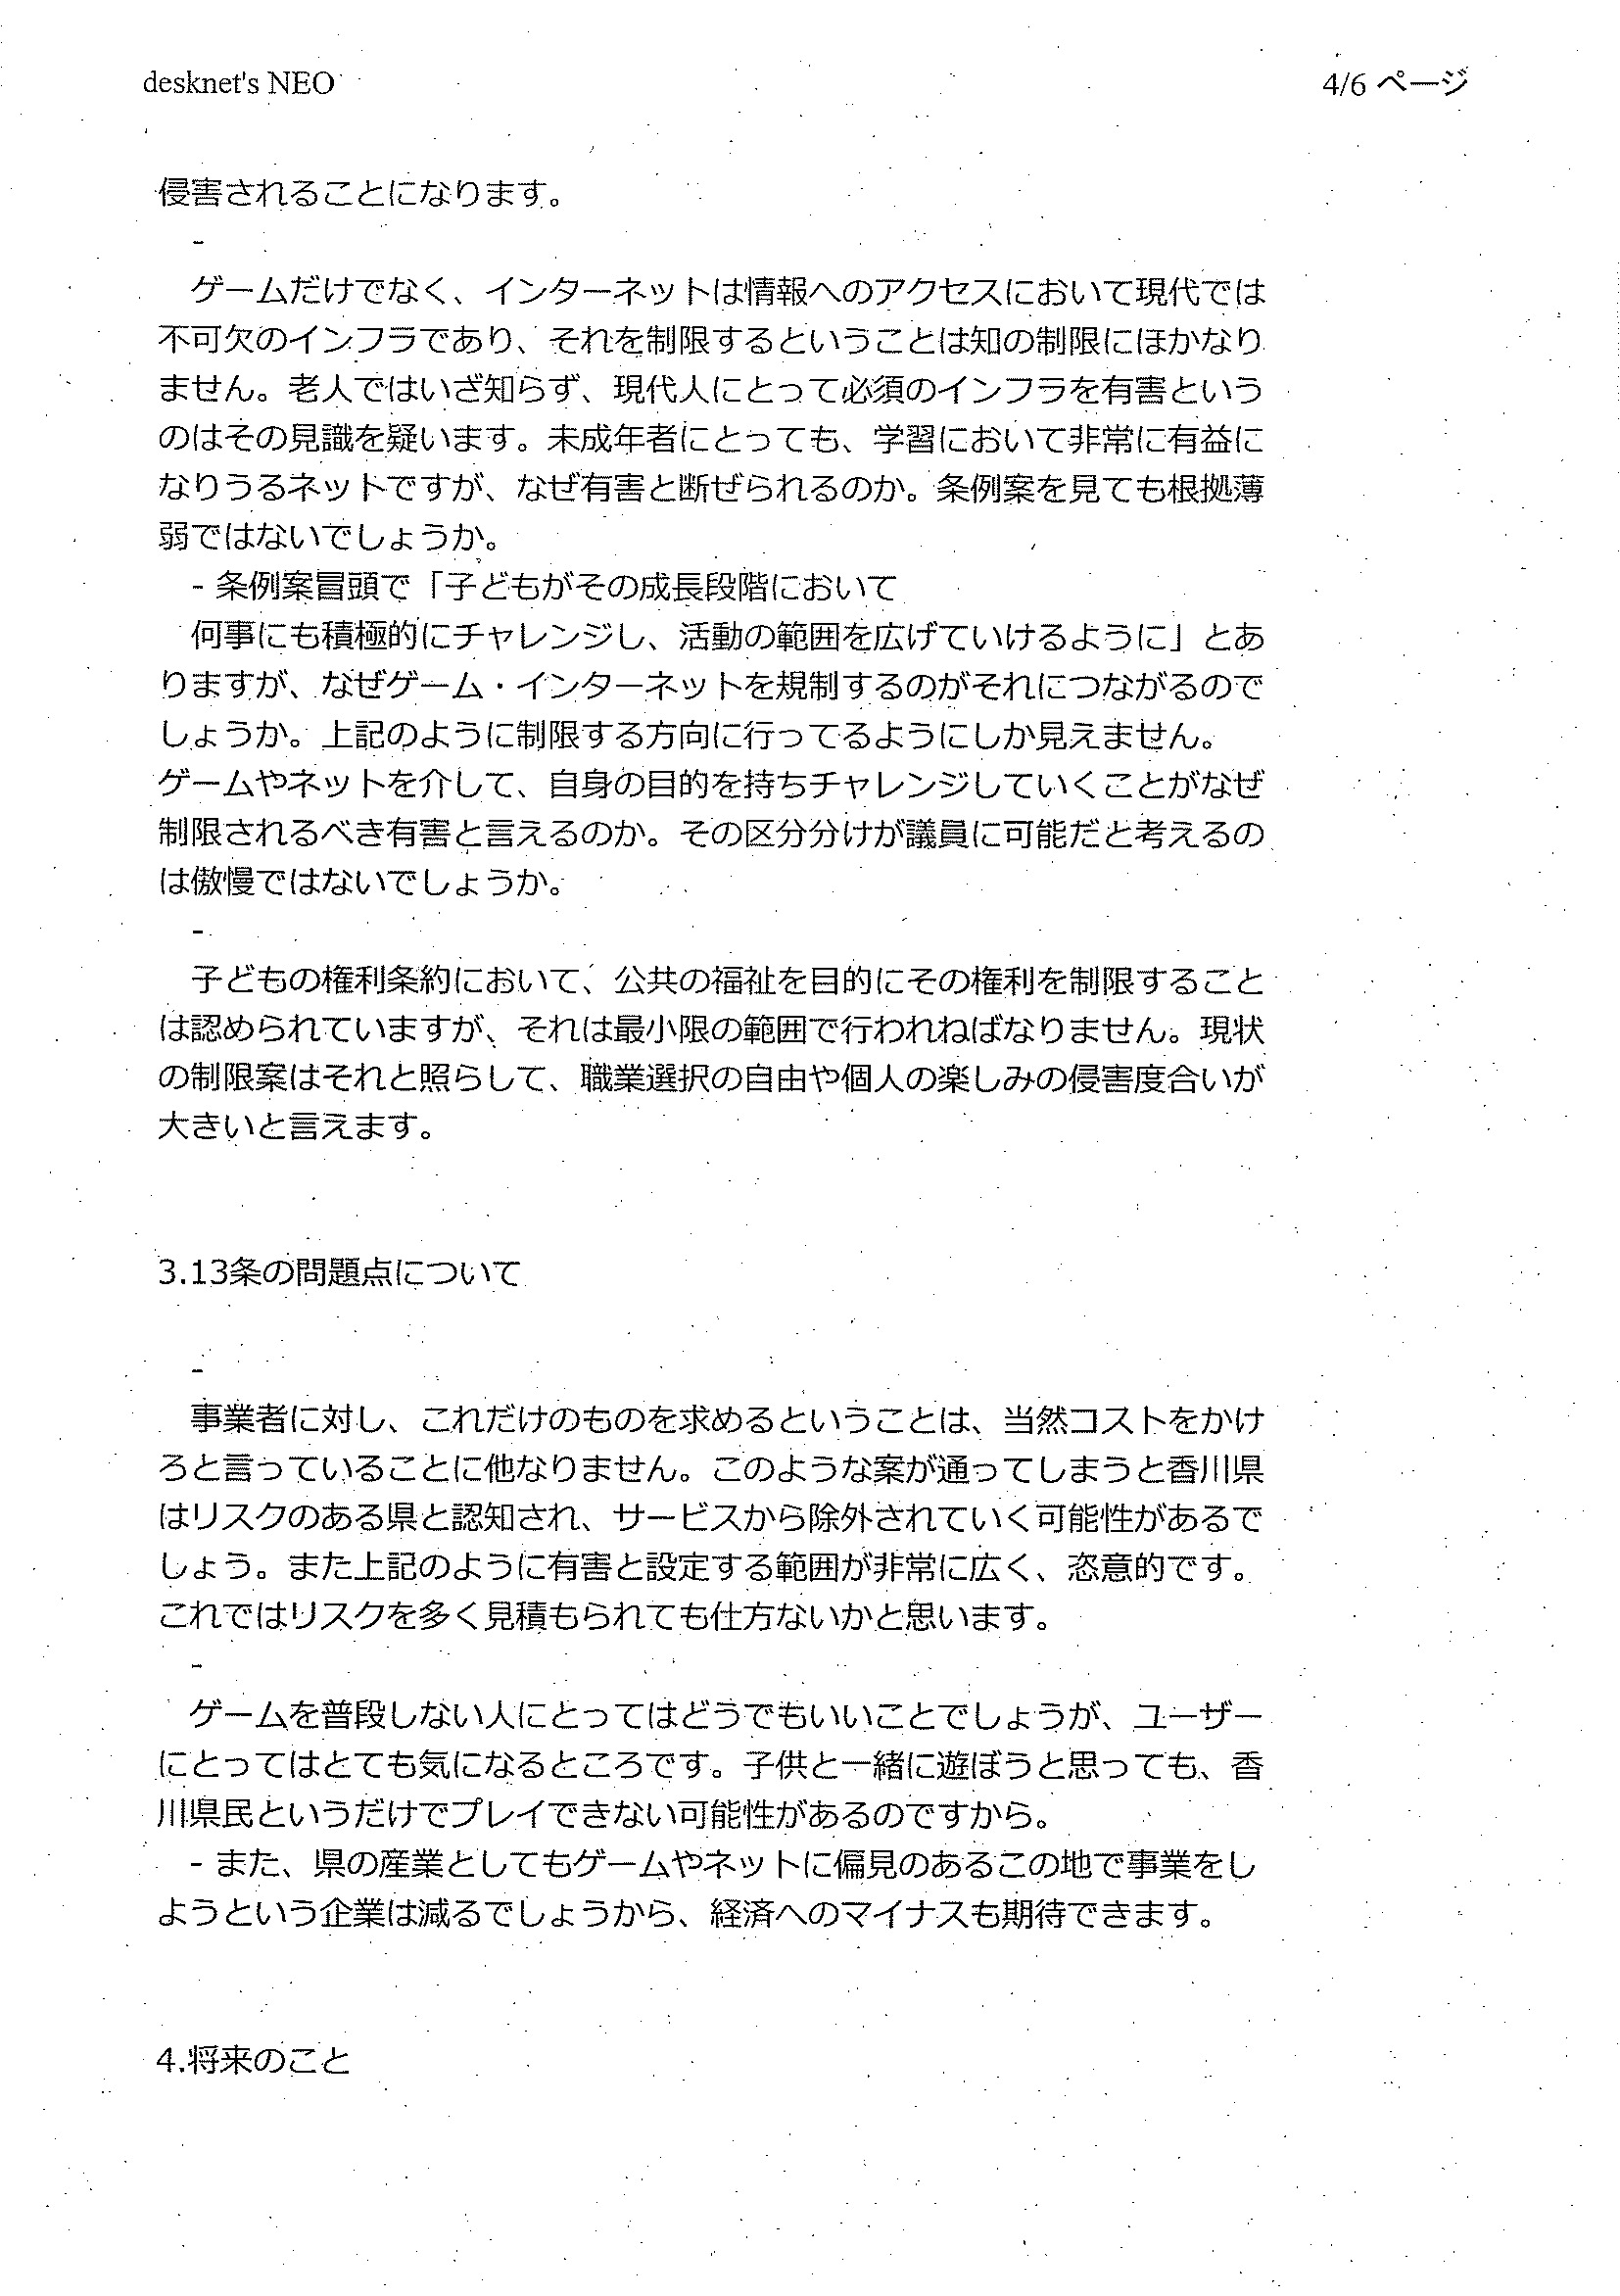 desknet's NEO
4/6 ページ
侵害されることになります。
-
ゲームだけでなく、インターネットは情報へのアクセスにおいて現代では
不可欠のインフラであり、それを制限するということは知の制限にほかなり
ません。老人ではいざ知らず、現代人にとって必須のインフラを有害という
のはその見識を疑います。未成年者にとっても、学習において非常に有益に
なりうるネットですが、なぜ有害と断ぜられるのか。条例案を見ても根拠薄
弱ではないでしょうか。
- 条例案冒頭で「子どもがその成長段階において
何事にも積極的にチャレンジし、活動の範囲を広げていけるように」とあ
りますが、なぜゲーム・インターネットを規制するのがそれにつながるので
しょうか。上記のように制限する方向に行ってるようにしか見えません。
ゲームやネットを介して、自身の目的を持ちチャレンジしていくことがなぜ
制限されるべき有害と言えるのか。その区分分けが議員に可能だと考えるの
は傲慢ではないでしょうか。
-
子どもの権利条約において、公共の福祉を目的にその権利を制限すること
は認められていますが、それは最小限の範囲で行われねばなりません。現状
の制限案はそれと照らして、職業選択の自由や個人の楽しみの侵害度合いが
大きいと言えます。
3.13条の問題点について
-
事業者に対し、これだけのものを求めるということは、当然コストをかけ
ろと言っていることに他なりません。このような案が通ってしまうと香川県
はリスクのある県と認知され、サービスから除外されていく可能性があるで
しょう。また上記のように有害と設定する範囲が非常に広く、恣意的です。
これではリスクを多く見積もられても仕方ないかと思います。
-
ゲームを普段しない人にとってはどうでもいいことでしょうが、ユーザー
にとってはとても気になるところです。子供と一緒に遊ぼうと思っても、香
川県民というだけでプレイできない可能性があるのですから。
- また、県の産業としてもゲームやネットに偏見のあるこの地で事業をし
ようという企業は減るでしょうから、経済へのマイナスも期待できます。
4.将来のこと